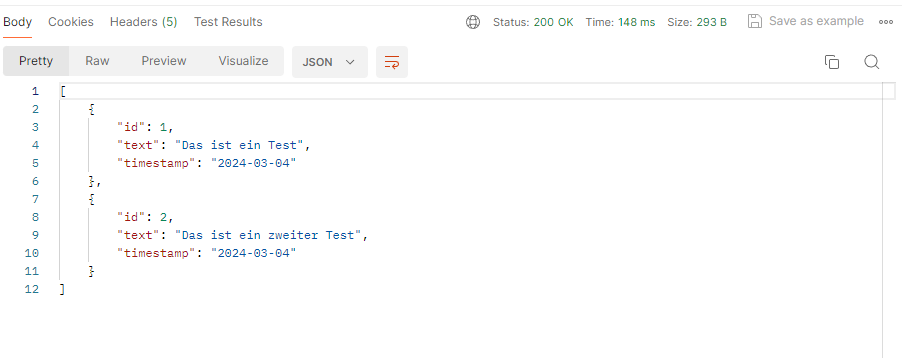 Body Cookies Headers (5) Test Results Status: 200 OK Time: 148 ms Size: 293 B Save as example
Pretty Raw Preview Visualize JSON
1 [
2 {
3 "id": 1,
4 "text": "Das ist ein Test",
5 "timestamp": "2024-03-04"
6 },
7 {
8 "id": 2,
9 "text": "Das ist ein zweiter Test",
10 "timestamp": "2024-03-04"
11 }
12 ]